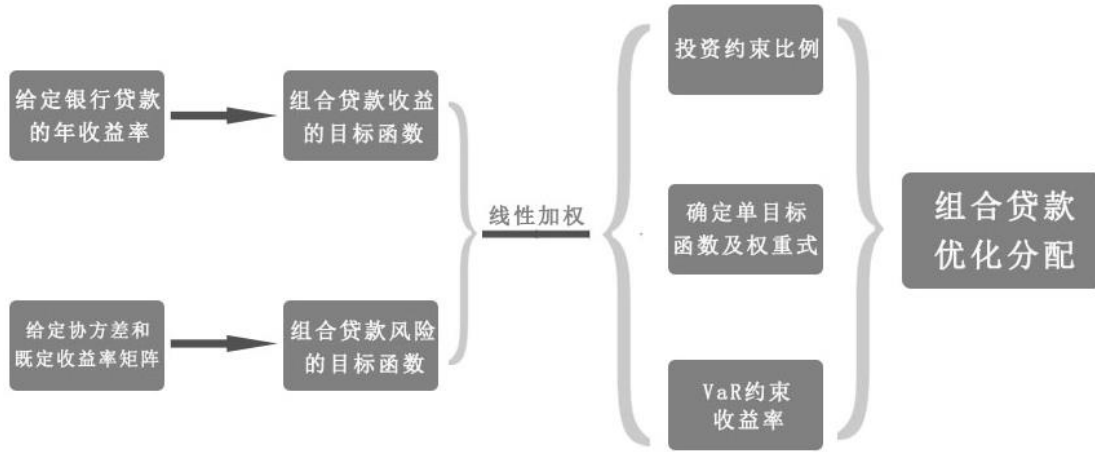 给定银行贷款
的年收益率
组合贷款收益
的目标函数
给定协方差和
既定收益率矩阵
组合贷款风险
的目标函数
线性加权
投资约束比例
确定单目标
函数及权重式
VaR约束
收益率
组合贷款
优化分配